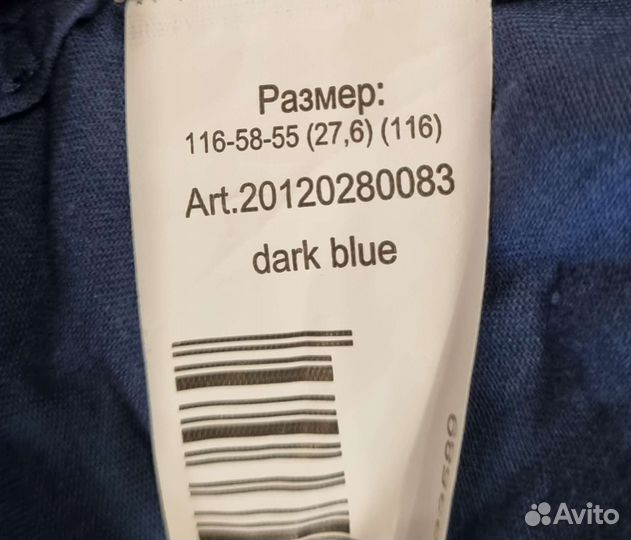 Размер:
116-58-55 (27,6) (116)
Art.20120280083
dark blue
Avito